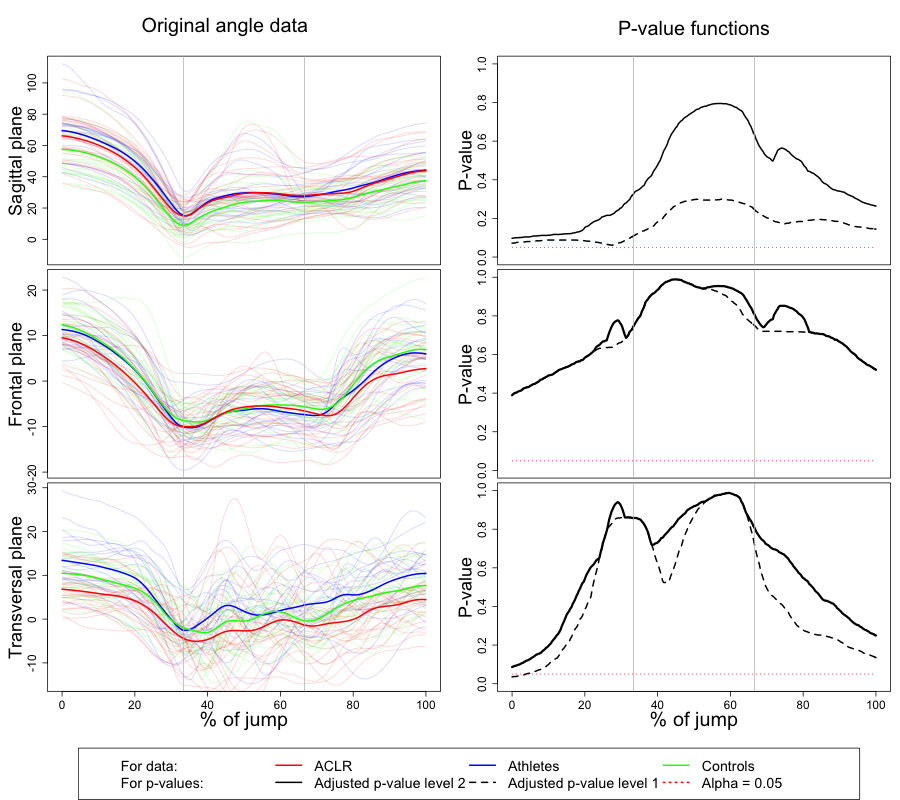 Original angle data
P-value functions
Sagittal plane
0 20 40 60 80 100
P-value
0.0 0.2 0.4 0.6 0.8 1.0
Frontal plane
-20 -10 0 10 20
P-value
0.0 0.2 0.4 0.6 0.8 1.0
Transversal plane
-10 0 10 20 30
P-value
0.0 0.2 0.4 0.6 0.8 1.0
0 20 40 60 80 100
0 20 40 60 80 100
% of jump
% of jump
For data: ACLR Athletes Controls
For p-values: Adjusted p-value level 2 Adjusted p-value level 1 Alpha = 0.05